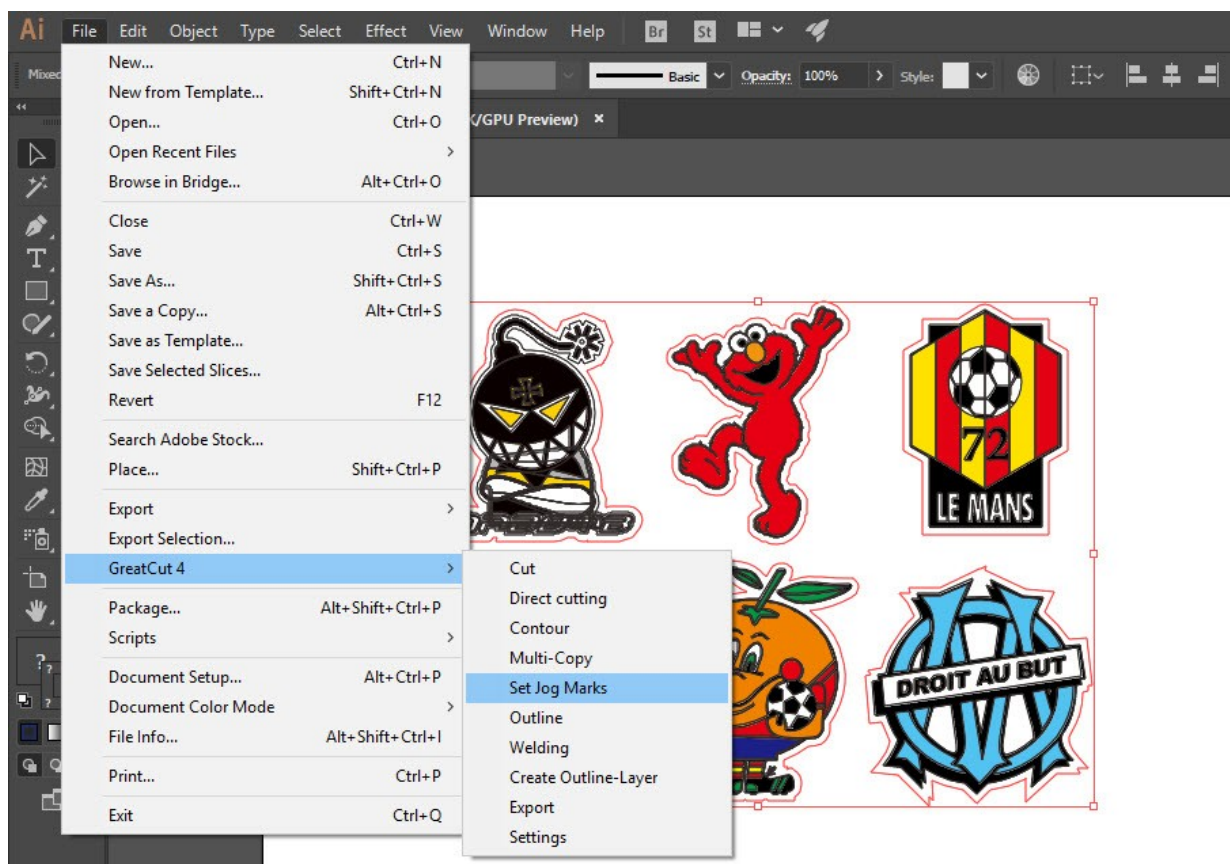 Ai File Edit Object Type Select Effect View Window Help Br St
Mixed Basic Opacity: 100% > Style:
/GPU Preview) ×
New... Ctrl+N
New from Template... Shift+Ctrl+N
Open... Ctrl+O
Open Recent Files >
Browse in Bridge... Alt+Ctrl+O
Close Ctrl+W
Save Ctrl+S
Save As... Shift+Ctrl+S
Save a Copy... Alt+Ctrl+S
Save as Template...
Save Selected Slices...
Revert F12
Search Adobe Stock...
Place... Shift+Ctrl+P
Export >
Export Selection...
GreatCut 4 >
Package... Alt+Shift+Ctrl+P
Scripts >
Document Setup... Alt+Ctrl+P
Document Color Mode >
File Info... Alt+Shift+Ctrl+I
Print... Ctrl+P
Exit Ctrl+Q
Cut
Direct cutting
Contour
Multi-Copy
Set Jog Marks
Outline
Welding
Create Outline-Layer
Export
Settings
72
LE MANS
DROIT AU BUT